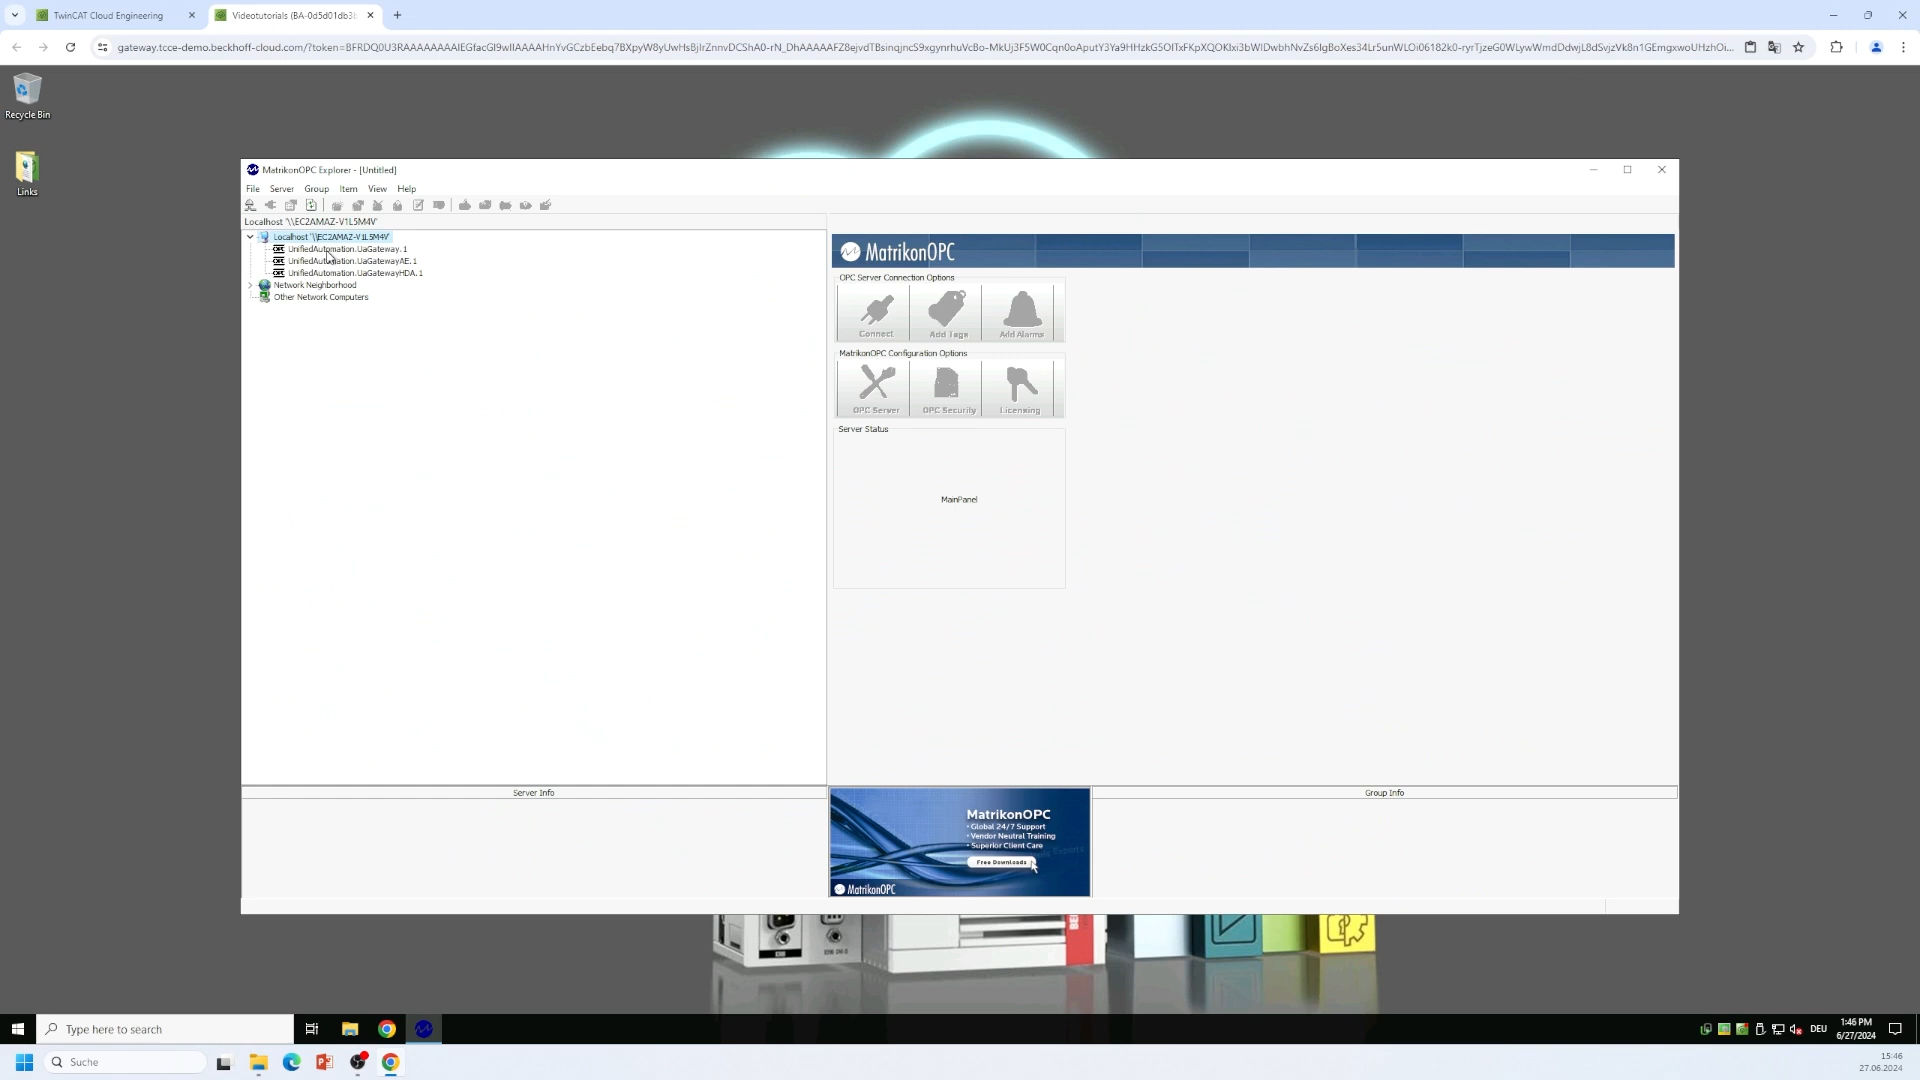 TwinCAT Cloud Engineering
Videotutorials (BA-0d5d01db3
Recycle Bin
Links
MatrikonOPC Explorer - [Untitled]
File Server Group Item View Help
Localhost '\\EC2AMAZ-V1L5M4V'
Localhost '\\EC2AMAZ-V1L5M4V'
UnifiedAutomation.UaGateway.1
UnifiedAutomation.UaGatewayAE.1
UnifiedAutomation.UaGatewayHDA.1
Network Neighborhood
Other Network Computers
MatrikonOPC
OPC Server Connection Options
Connect Add Tags Add Alarms
MatrikonOPC Configuration Options
OPC Server OPC Security Licensing
Server Status
MainPanel
Server Info
Group Info
MatrikonOPC
• Global 24/7 Support
• Vendor Neutral Training
• Superior Client Care
Free Downloads
MatrikonOPC
Type here to search
DEU
1:46 PM
6/27/2024
Suche
15:46
27.06.2024